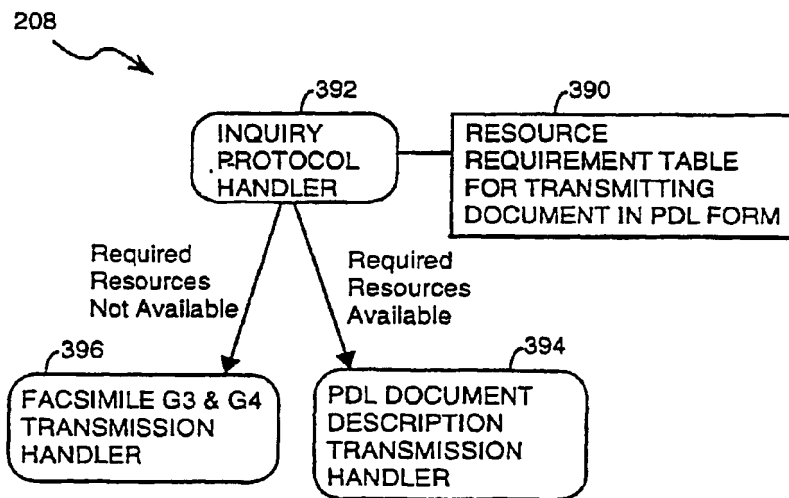 208
392
INQUIRY
PROTOCOL
HANDLER
390
RESOURCE
REQUIREMENT TABLE
FOR TRANSMITTING
DOCUMENT IN PDL FORM
Required
Resources
Not Available
Required
Resources
Available
396
FACSIMILE G3 & G4
TRANSMISSION
HANDLER
394
PDL DOCUMENT
DESCRIPTION
TRANSMISSION
HANDLER